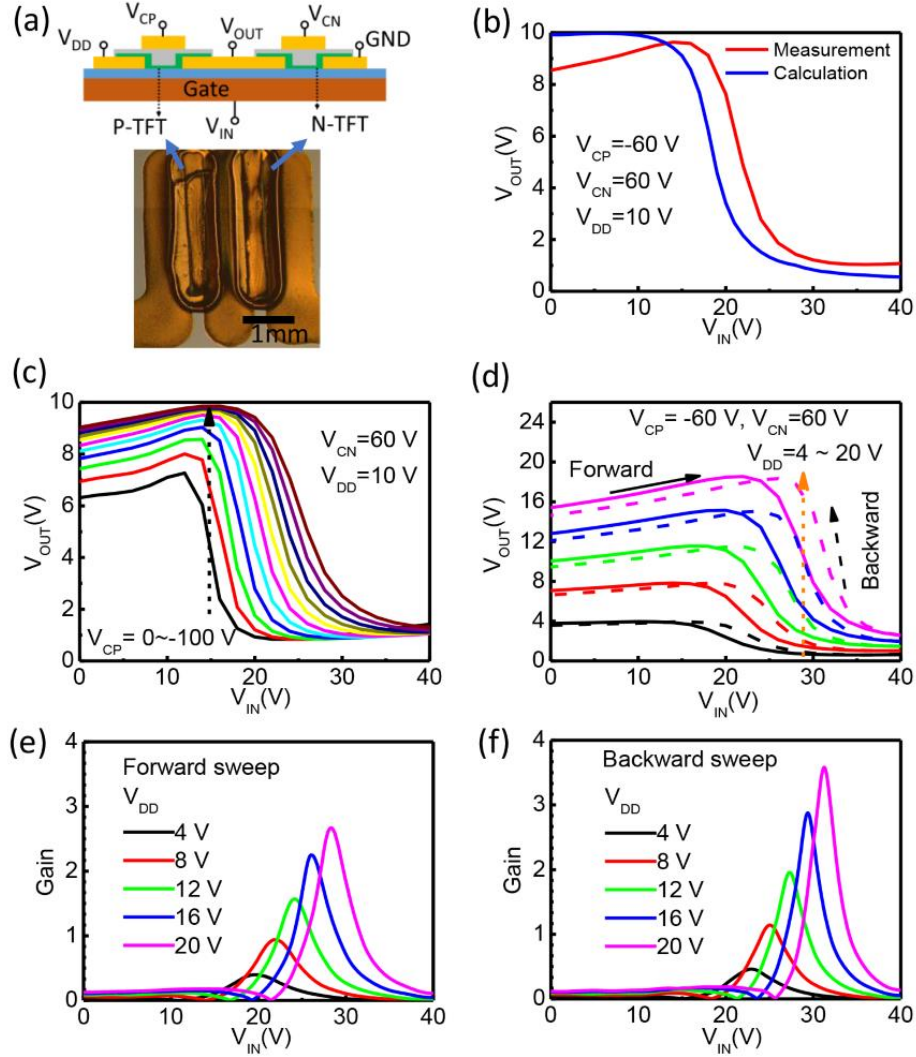 (a)
V_CP
V_CN
V_DD
V_OUT
GND
Gate
P-TFT
V_IN
N-TFT
1mm
(b)
10
8
6
4
2
0
V_OUT(V)
Measurement
Calculation
V_CP=-60 V
V_CN=60 V
V_DD=10 V
0 10 20 30 40
V_IN(V)
(c)
10
8
6
4
2
0
V_OUT(V)
V_CN=60 V
V_DD=10 V
V_CP= 0~-100 V
0 10 20 30 40
V_IN(V)
(d)
24
20
16
12
8
4
0
V_OUT(V)
V_CP= -60 V, V_CN=60 V
V_DD=4 ~ 20 V
Forward
Backward
0 10 20 30 40
V_IN(V)
(e)
4
3
2
1
0
Gain
Forward sweep
V_DD
4 V
8 V
12 V
16 V
20 V
0 10 20 30 40
V_IN(V)
(f)
4
3
2
1
0
Gain
Backward sweep
V_DD
4 V
8 V
12 V
16 V
20 V
0 10 20 30 40
V_IN(V)